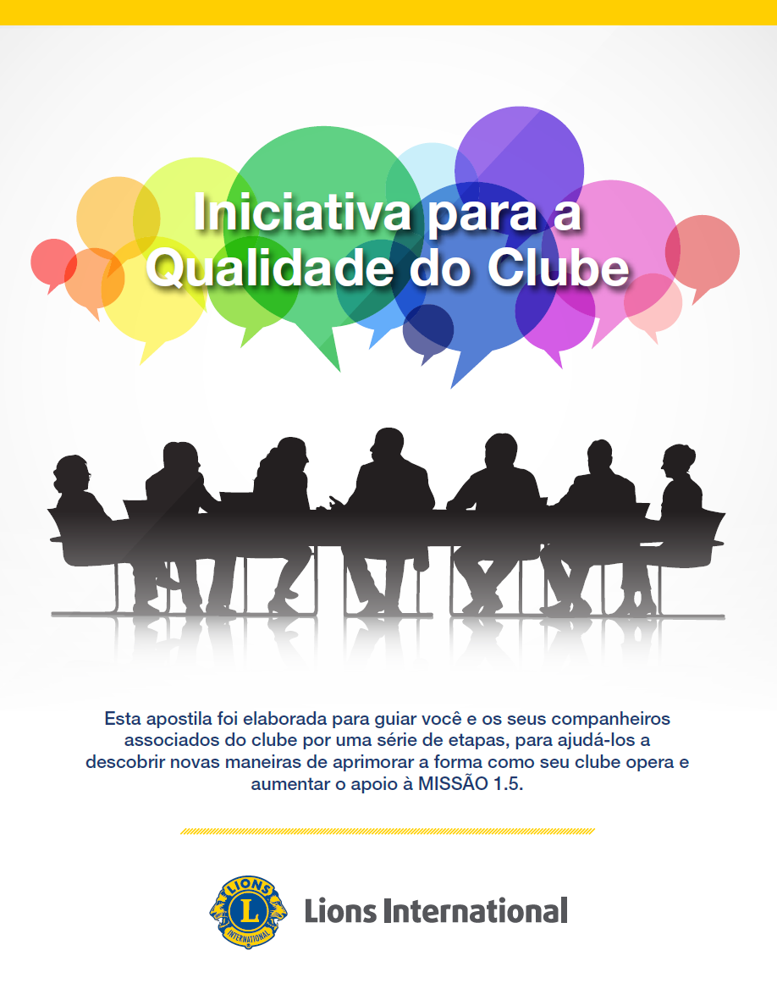 Iniciativa para a
Qualidade do Clube
Esta apostila foi elaborada para guiar você e os seus companheiros
associados do clube por uma série de etapas, para ajudá-los a
descobrir novas maneiras de aprimorar a forma como seu clube opera e
aumentar o apoio à MISSÃO 1.5.
LIONS
L
INTERNATIONAL
Lions International